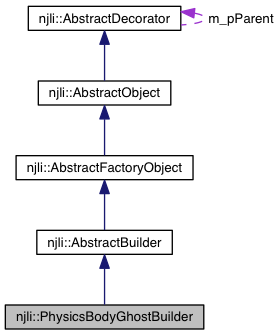 njli::AbstractDecorator
m_pParent
njli::AbstractObject
njli::AbstractFactoryObject
njli::AbstractBuilder
njli::PhysicsBodyGhostBuilder